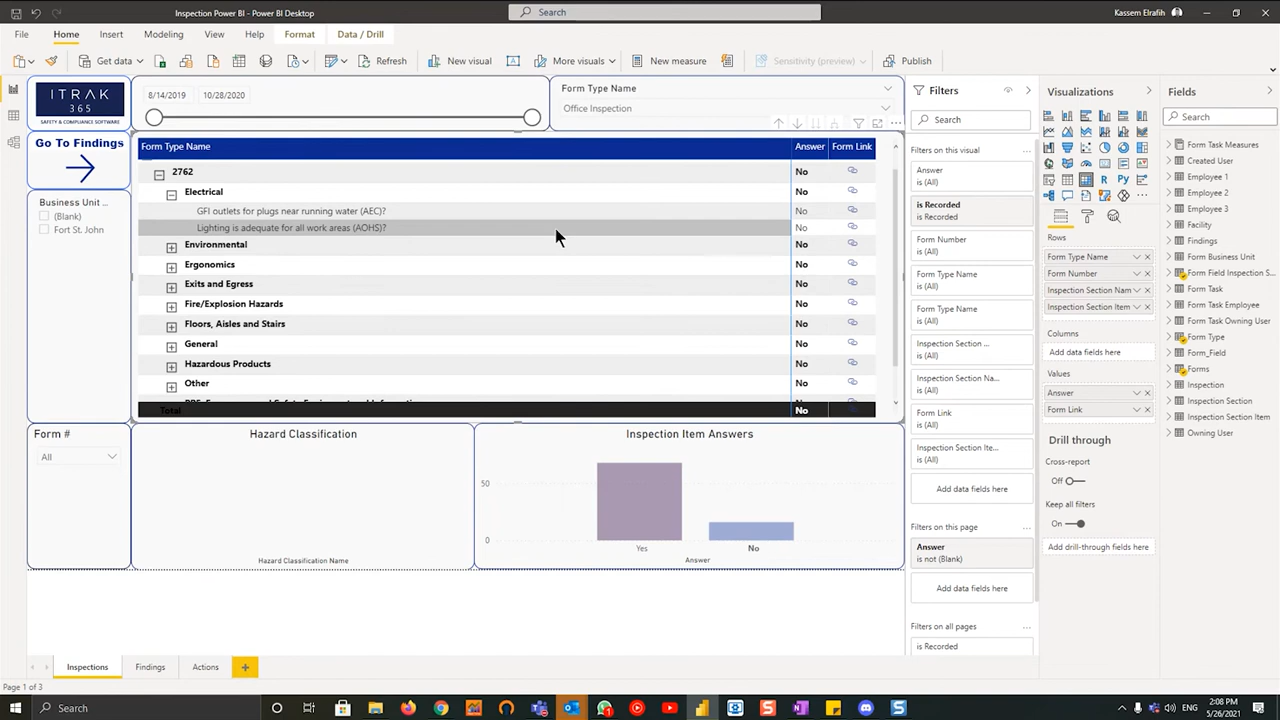 Inspection Power BI - Power BI Desktop
Search
Kassem Elrafih
File
Home
Insert
Modeling
View
Help
Format
Data / Drill
Get data
Refresh
New visual
More visuals
New measure
Sensitivity (preview)
Publish
ITRAK
365
SAFETY & COMPLIANCE SOFTWARE
8/14/2019
10/28/2020
Form Type Name
Office Inspection
Go To Findings
Business Unit ...
(Blank)
Fort St. John
Form Type Name
Answer
Form Link
2762
No
Electrical
No
GFI outlets for plugs near running water (AEC)?
No
Lighting is adequate for all work areas (AOHS)?
No
Environmental
No
Ergonomics
No
Exits and Egress
No
Fire/Explosion Hazards
No
Floors, Aisles and Stairs
No
General
No
Hazardous Products
No
Other
No
Total
No
Form #
All
Hazard Classification
Hazard Classification Name
Inspection Item Answers
50
0
Yes
No
Answer
Filters
Search
Filters on this visual
Answer
is (All)
is Recorded
is Recorded
Form Number
is (All)
Form Type Name
is (All)
Form Type Name
is (All)
Inspection Section ...
is (All)
Inspection Section Na...
is (All)
Form Link
is (All)
Inspection Section Ite...
is (All)
Add data fields here
Filters on this page
Answer
is not (Blank)
Add data fields here
Filters on all pages
is Recorded
Visualizations
Rows
Form Type Name
Form Number
Inspection Section Nam
Inspection Section Item
Columns
Add data fields here
Values
Answer
Form Link
Drill through
Cross-report
Off
Keep all filters
On
Add drill-through fields here
Fields
Search
Form Task Measures
Created User
Employee 1
Employee 2
Employee 3
Facility
Findings
Form Business Unit
Form Field Inspection S...
Form Task
Form Task Employee
Form Task Owning User
Form Type
Form_Field
Forms
Inspection
Inspection Section
Inspection Section Item
Owning User
Inspections
Findings
Actions
Page 1 of 3
Search
2:08 PM
5/26/2021